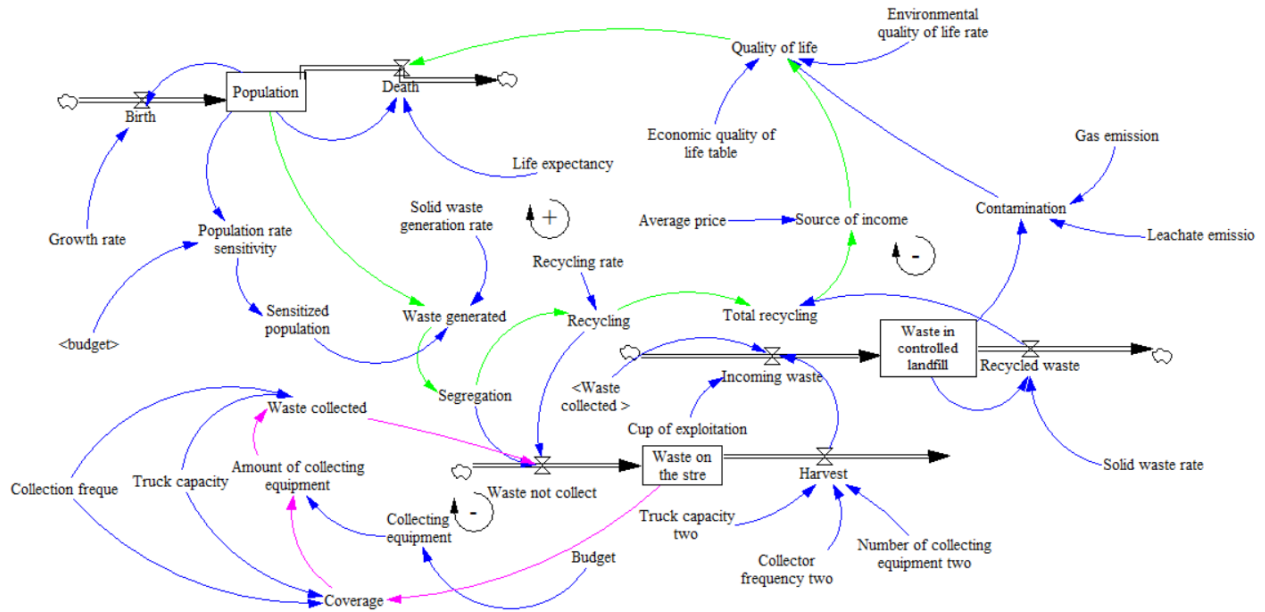 Environmental
quality of life rate
Quality of life
Population
Death
Birth
Economic quality of
life table
Gas emission
Life expectancy
Solid waste
generation rate
+
Average price
Source of income
Contamination
Growth rate
Population rate
sensitivity
Leachate emissio
-
Recycling rate
Sensitized
population
Waste generated
Recycling
Total recycling
<budget>
Waste in
controlled
landfill
Recycled waste
<Waste
collected >
Incoming waste
Segregation
Waste collected
Cup of exploitation
Waste on
the stre
Harvest
Solid waste rate
Collection freque
Truck capacity
Amount of collecting
equipment
Waste not collect
-
Collecting
equipment
Truck capacity
two
Budget
Collector
frequency two
Number of collecting
equipment two
Coverage